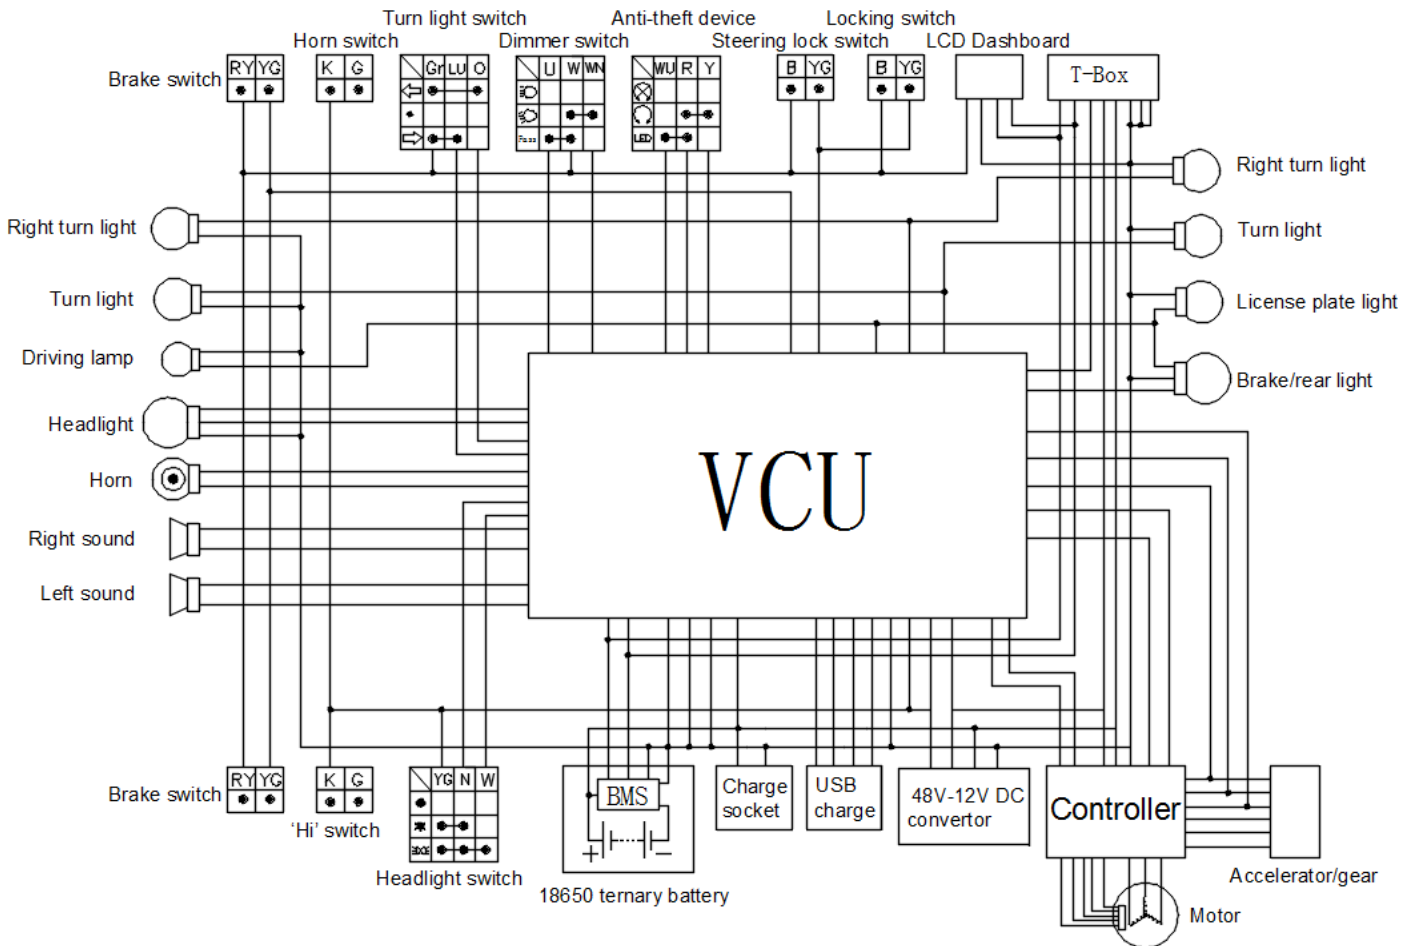 Turn light switch
Anti-theft device
Locking switch
Horn switch
Dimmer switch
Steering lock switch
LCD Dashboard
Brake switch
RY YG
K G
Gr LU O
U W WN
WU R Y
B YG
B YG
T-Box
Pass
LED
Right turn light
Right turn light
Turn light
Turn light
License plate light
Driving lamp
Brake/rear light
Headlight
VCU
Horn
Right sound
Left sound
Brake switch
RY YG
K G
YG N W
BMS
Charge
socket
USB
charge
48V-12V DC
convertor
Controller
'Hi' switch
Headlight switch
+ −
18650 ternary battery
Accelerator/gear
Motor